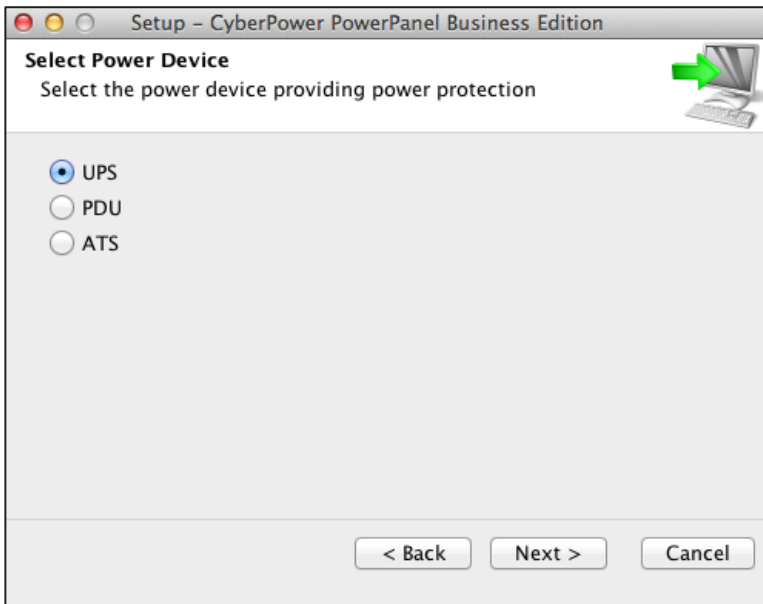 Setup – CyberPower PowerPanel Business Edition
Select Power Device
Select the power device providing power protection
UPS
PDU
ATS
< Back
Next >
Cancel